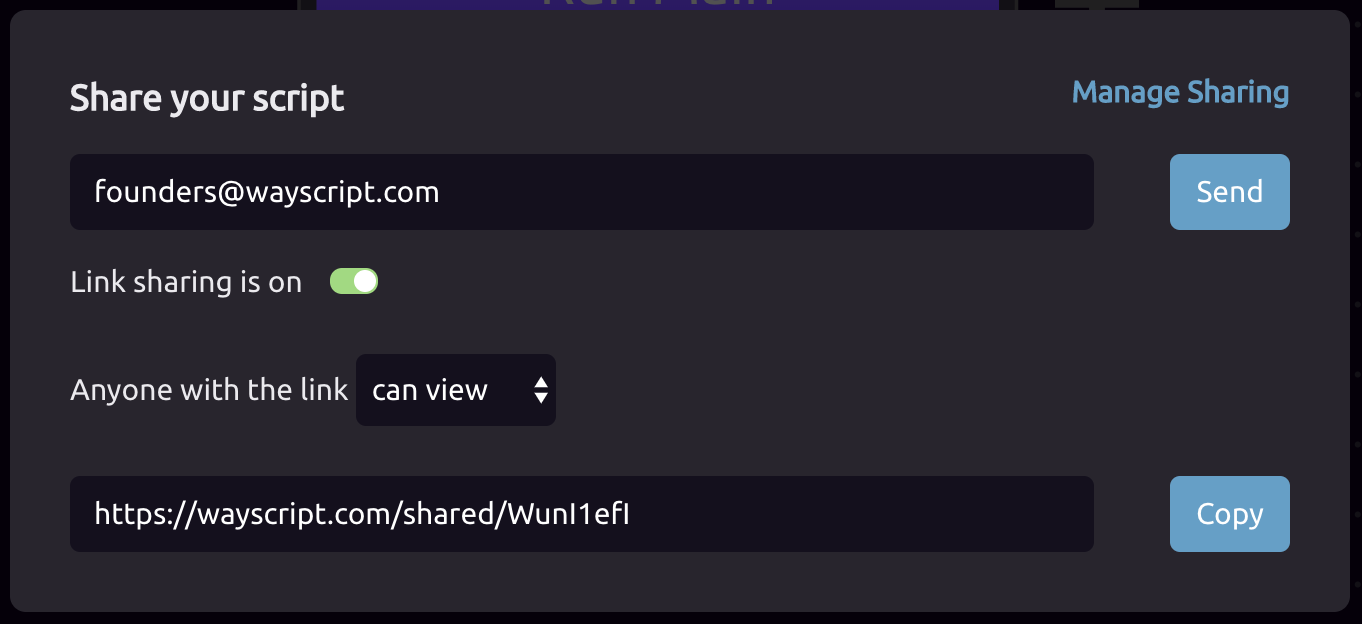 Share your script
Manage Sharing
founders@wayscript.com
Send
Link sharing is on
Anyone with the link can view
https://wayscript.com/shared/WunI1efI
Copy